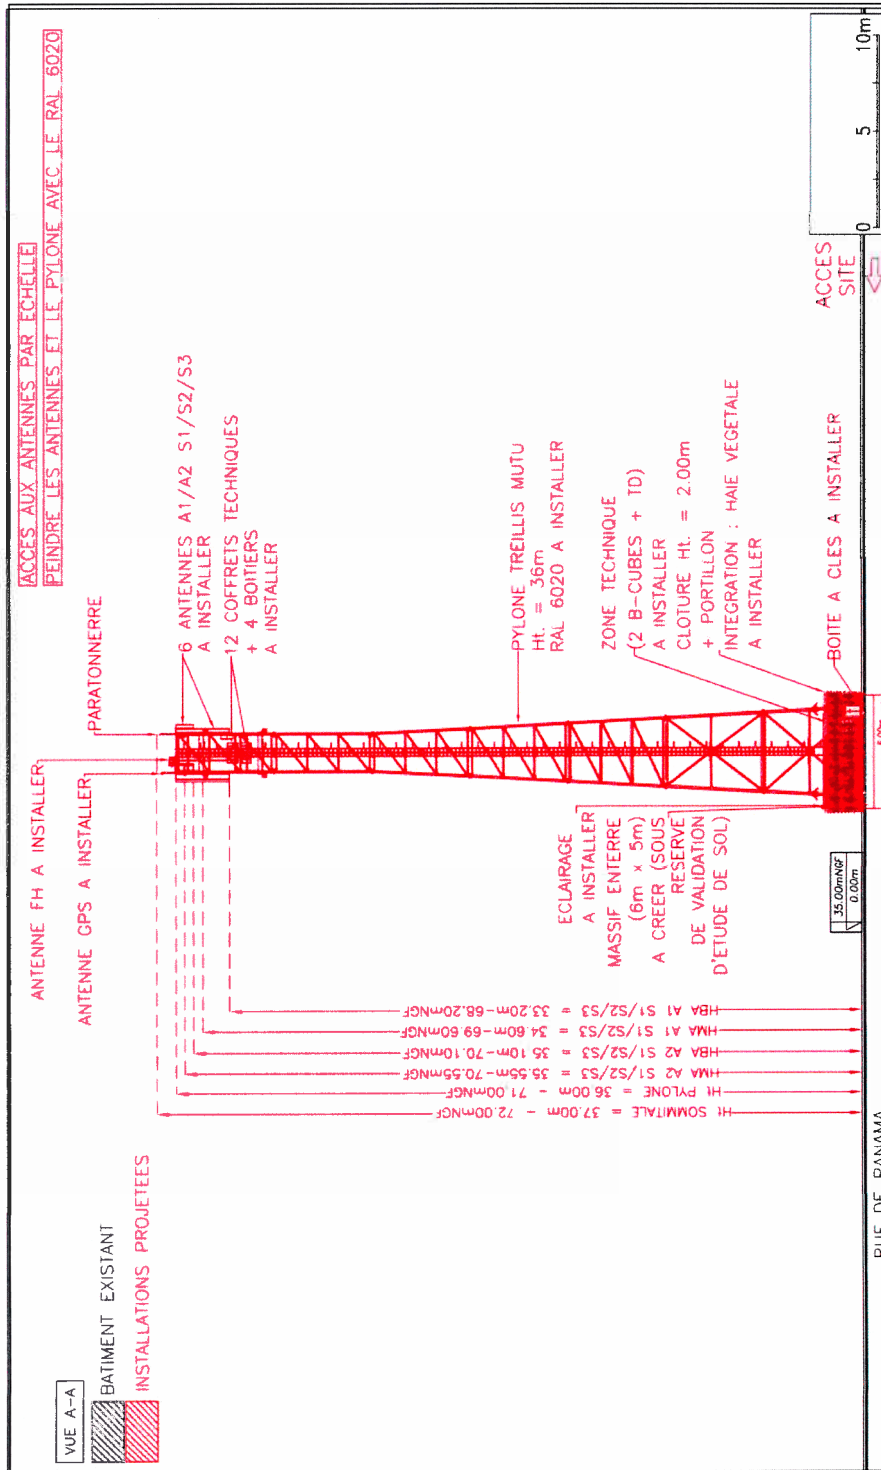 VUE A-A
BATIMENT EXISTANT
INSTALLATIONS PROJETEES
ACCES AUX ANTENNES PAR ECHELLE
PEINDRE LES ANTENNES ET LE PYLONE AVEC LE RAL 6020
ANTENNE FH A INSTALLER
ANTENNE GPS A INSTALLER
PARATONNERRE
6 ANTENNES A1/A2 S1/S2/S3
A INSTALLER
12 COFFRETS TECHNIQUES
+ 4 BOITIERS
A INSTALLER
PYLONE TREILLIS MUTU
Ht. = 36m
RAL 6020 A INSTALLER
ZONE TECHNIQUE
(2 B-CUBES + TD)
A INSTALLER
CLOTURE Ht. = 2.00m
+ PORTILLON
INTEGRATION : HAIE VEGETALE
A INSTALLER
BOITE A CLES A INSTALLER
ECLAIRAGE
A INSTALLER
MASSIF ENTERRE
(6m x 5m)
A CREER (SOUS
RESERVE
DE VALIDATION
D'ETUDE DE SOL)
Ht SOMMITALE = 37.00m - 72.00mNGF
Ht PYLONE = 36.00m - 71.00mNGF
HMA A2 S1/S2/S3 = 35.55m-70.55mNGF
HBA A2 S1/S2/S3 = 35.10m-70.10mNGF
HMA A1 S1/S2/S3 = 34.60m-69.60mNGF
HBA A1 S1/S2/S3 = 33.20m-68.20mNGF
35.00mNGF
0.00m
ACCES
SITE
0 5 10m
RUE DE PANAMA